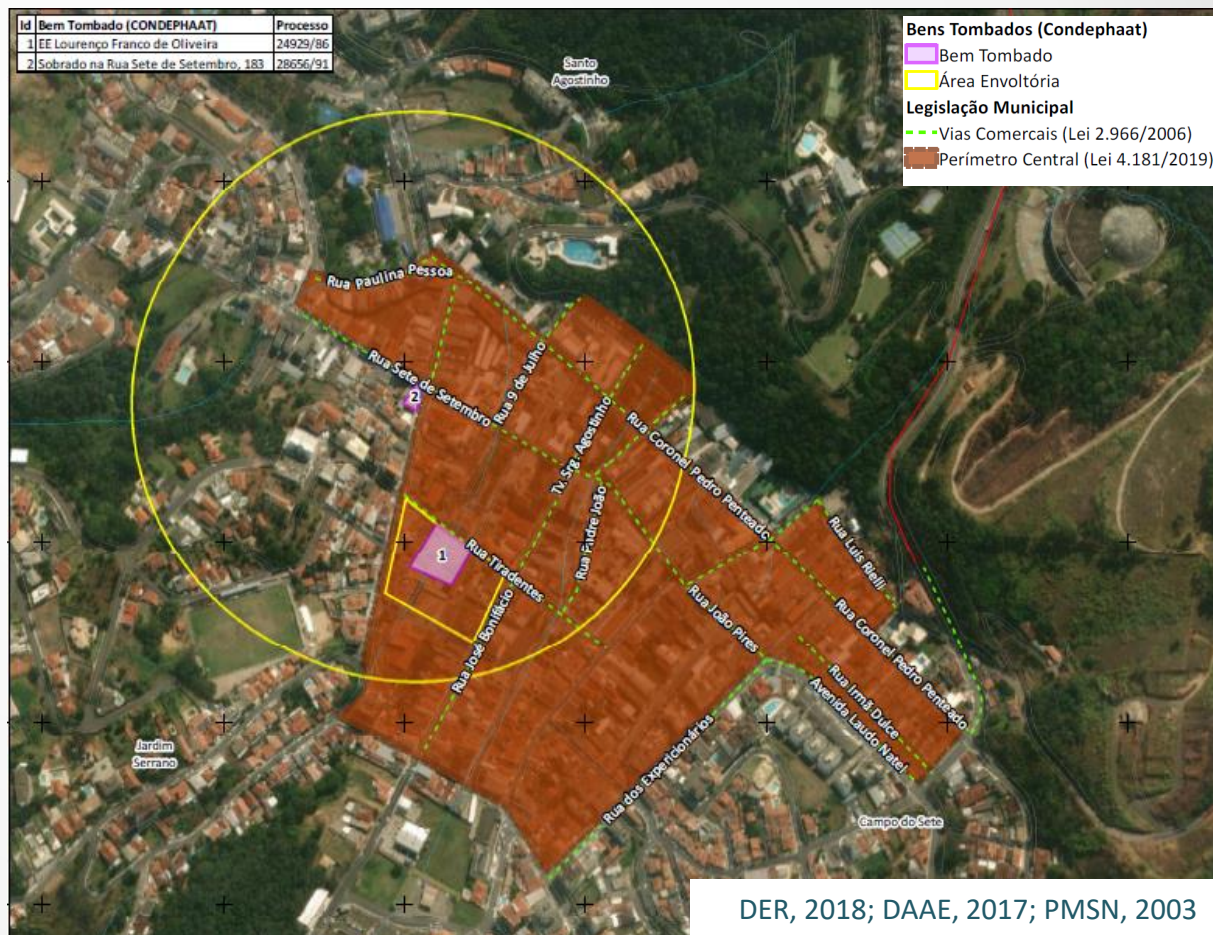 Id Bem Tombado (CONDEPHAAT) Processo
1 EE Lourenço Franco de Oliveira 24929/86
2 Sobrado na Rua Sete de Setembro, 183 28656/91
Bens Tombados (Condephaat)
Bem Tombado
Área Envoltória
Legislação Municipal
Vias Comercais (Lei 2.966/2006)
Perímetro Central (Lei 4.181/2019)
Santo
Agostinho
Rua Paulina Pessoa
Rua Sete de Setembro
2
Rua 9 de Julho
Tv. Srg. Agostinho
Rua Coronel Pedro Penteado
Rua Padre João
1
Rua Tiradentes
Rua José Bonifácio
Rua Luis Rielli
Rua João Pires
Rua Coronel Pedro Penteado
Rua Irmã Dulce
Avenida Laudo Natel
Rua dos Expericionários
Jardim
Serrano
Campo do Sete
DER, 2018; DAAE, 2017; PMSN, 2003